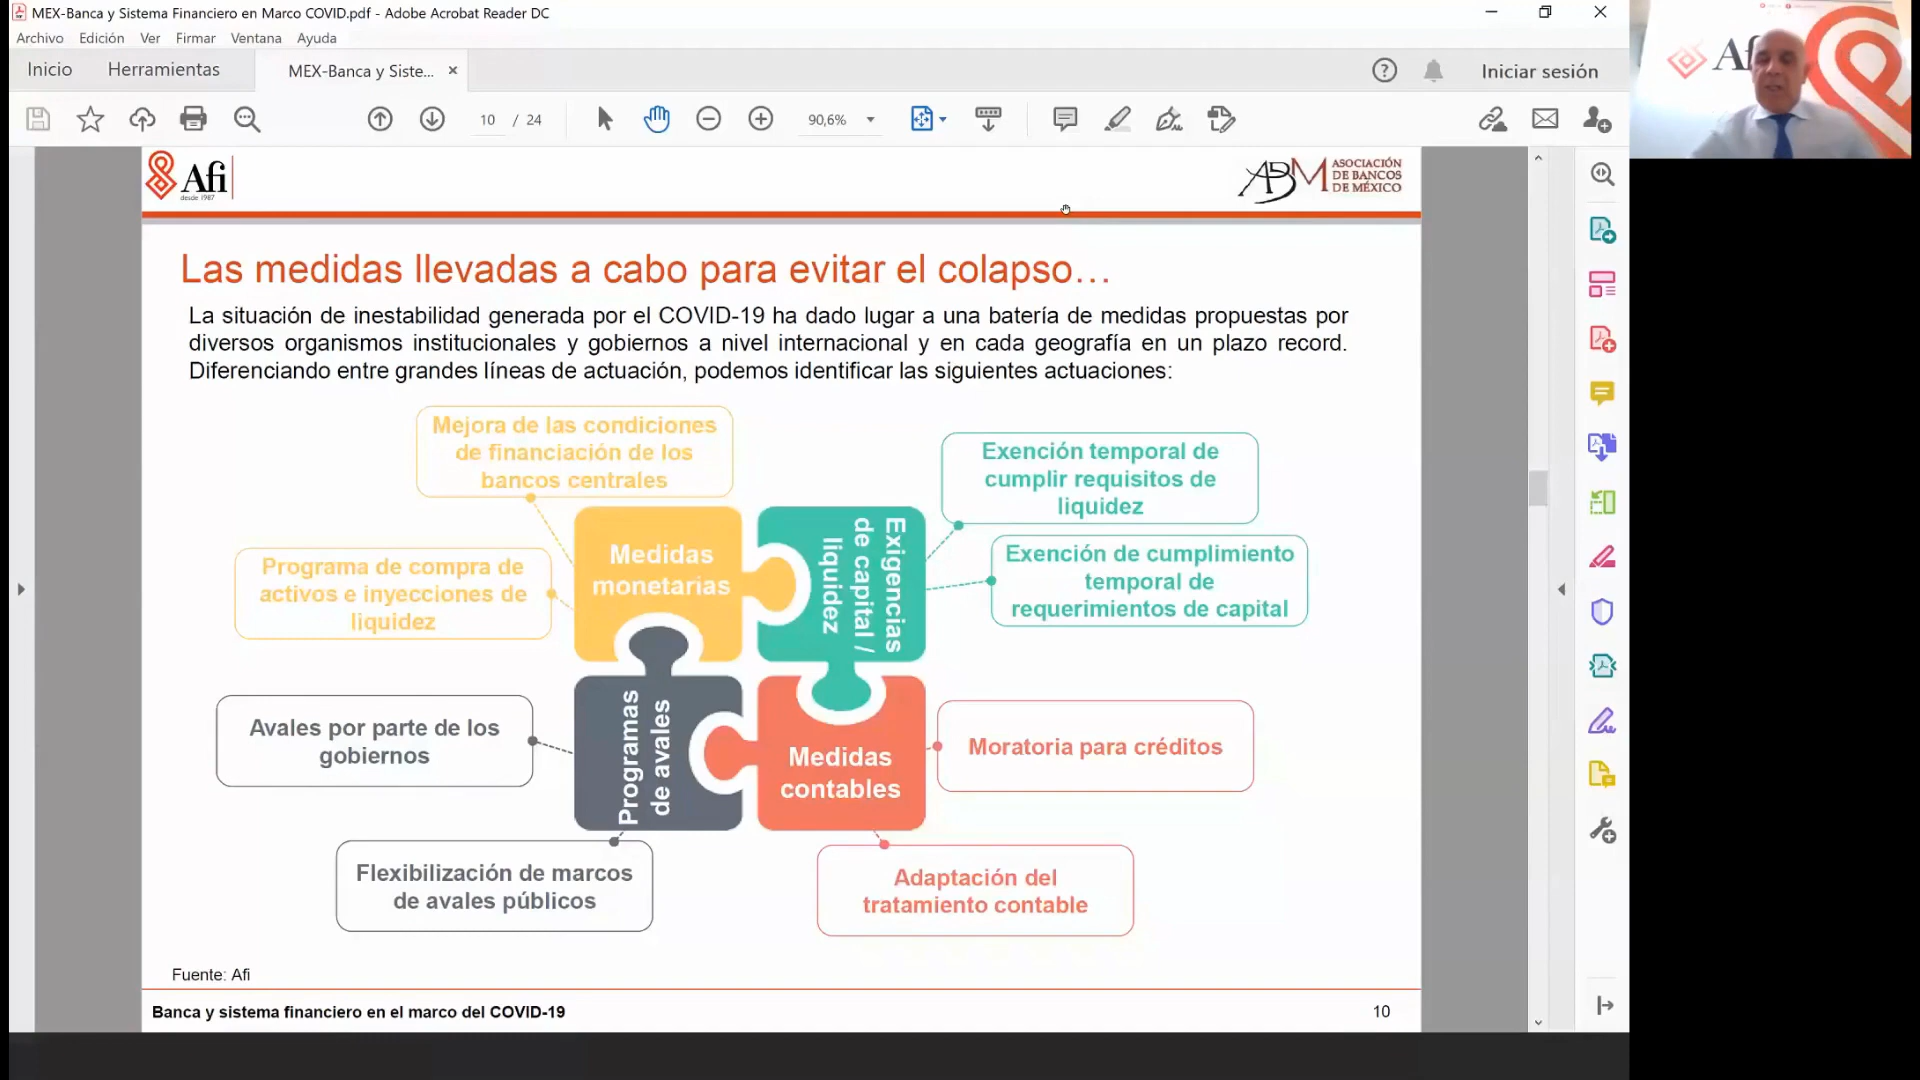 MEX-Banca y Sistema Financiero en Marco COVID.pdf - Adobe Acrobat Reader DC
Archivo Edición Ver Firmar Ventana Ayuda
Inicio Herramientas MEX-Banca y Siste... Iniciar sesión
10 / 24 90,6%
Afi
desde 1987
ABM
ASOCIACIÓN
DE BANCOS
DE MÉXICO
Las medidas llevadas a cabo para evitar el colapso…
La situación de inestabilidad generada por el COVID-19 ha dado lugar a una batería de medidas propuestas por
diversos organismos institucionales y gobiernos a nivel internacional y en cada geografía en un plazo record.
Diferenciando entre grandes líneas de actuación, podemos identificar las siguientes actuaciones:
Mejora de las condiciones
de financiación de los
bancos centrales
Programa de compra de
activos e inyecciones de
liquidez
Medidas
monetarias
Exigencias
de capital /
liquidez
Exención temporal de
cumplir requisitos de
liquidez
Exención de cumplimiento
temporal de
requerimientos de capital
Avales por parte de los
gobiernos
Flexibilización de marcos
de avales públicos
Programas
de avales
Medidas
contables
Moratoria para créditos
Adaptación del
tratamiento contable
Fuente: Afi
Banca y sistema financiero en el marco del COVID-19
10